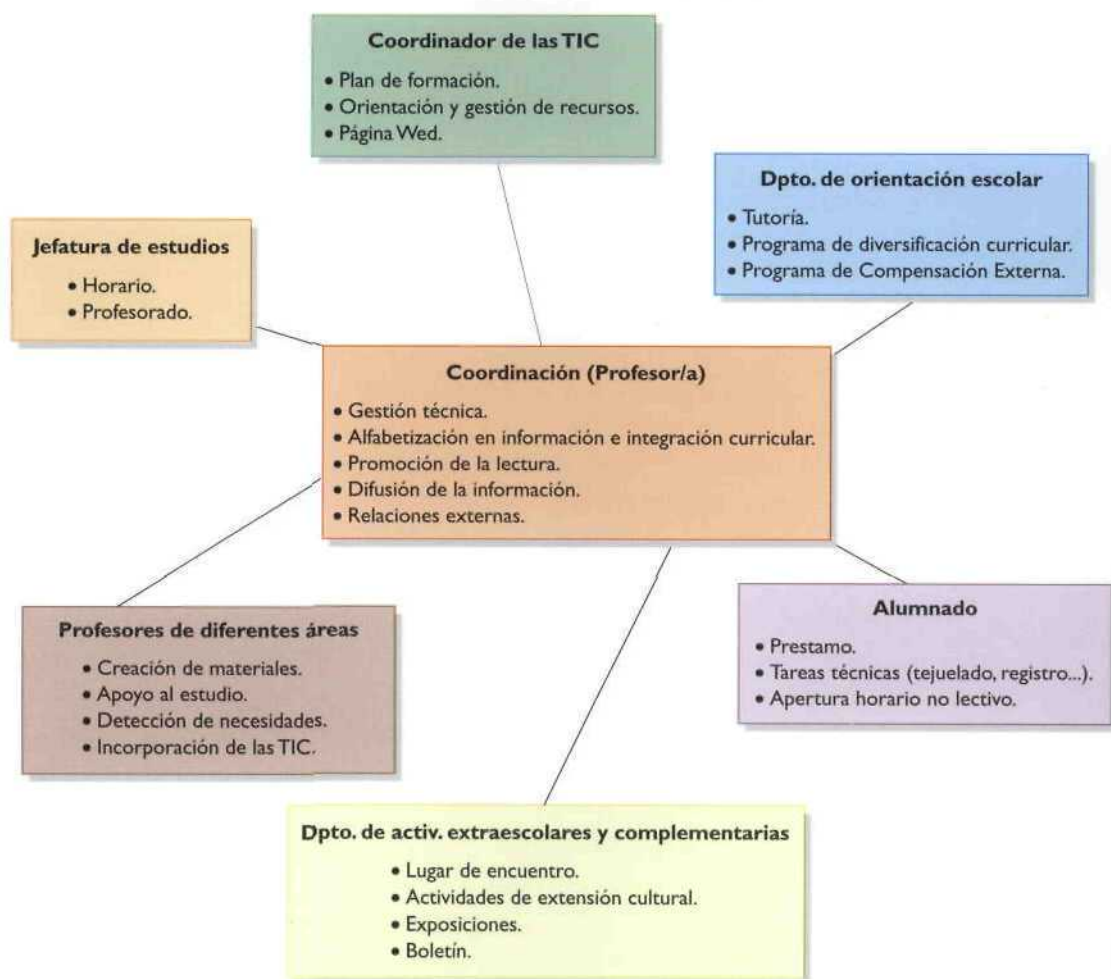 Coordinador de las TIC
• Plan de formación.
• Orientación y gestión de recursos.
• Página Wed.
Dpto. de orientación escolar
• Tutoría.
• Programa de diversificación curricular.
• Programa de Compensación Externa.
Jefatura de estudios
• Horario.
• Profesorado.
Coordinación (Profesor/a)
• Gestión técnica.
• Alfabetización en información e integración curricular.
• Promoción de la lectura.
• Difusión de la información.
• Relaciones externas.
Profesores de diferentes áreas
• Creación de materiales.
• Apoyo al estudio.
• Detección de necesidades.
• Incorporación de las TIC.
Alumnado
• Prestamo.
• Tareas técnicas (tejuelado, registro...).
• Apertura horario no lectivo.
Dpto. de activ. extraescolares y complementarias
• Lugar de encuentro.
• Actividades de extensión cultural.
• Exposiciones.
• Boletín.